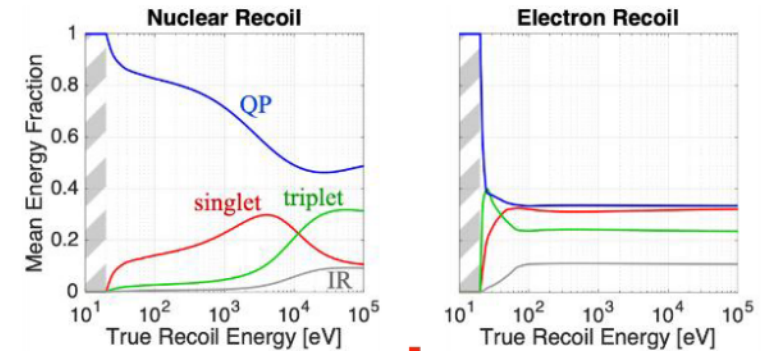 Nuclear Recoil
Electron Recoil
Mean Energy Fraction
1
0.8
0.6
0.4
0.2
0
QP
singlet
triplet
IR
10^1 10^2 10^3 10^4 10^5
10^1 10^2 10^3 10^4 10^5
True Recoil Energy [eV]
True Recoil Energy [eV]